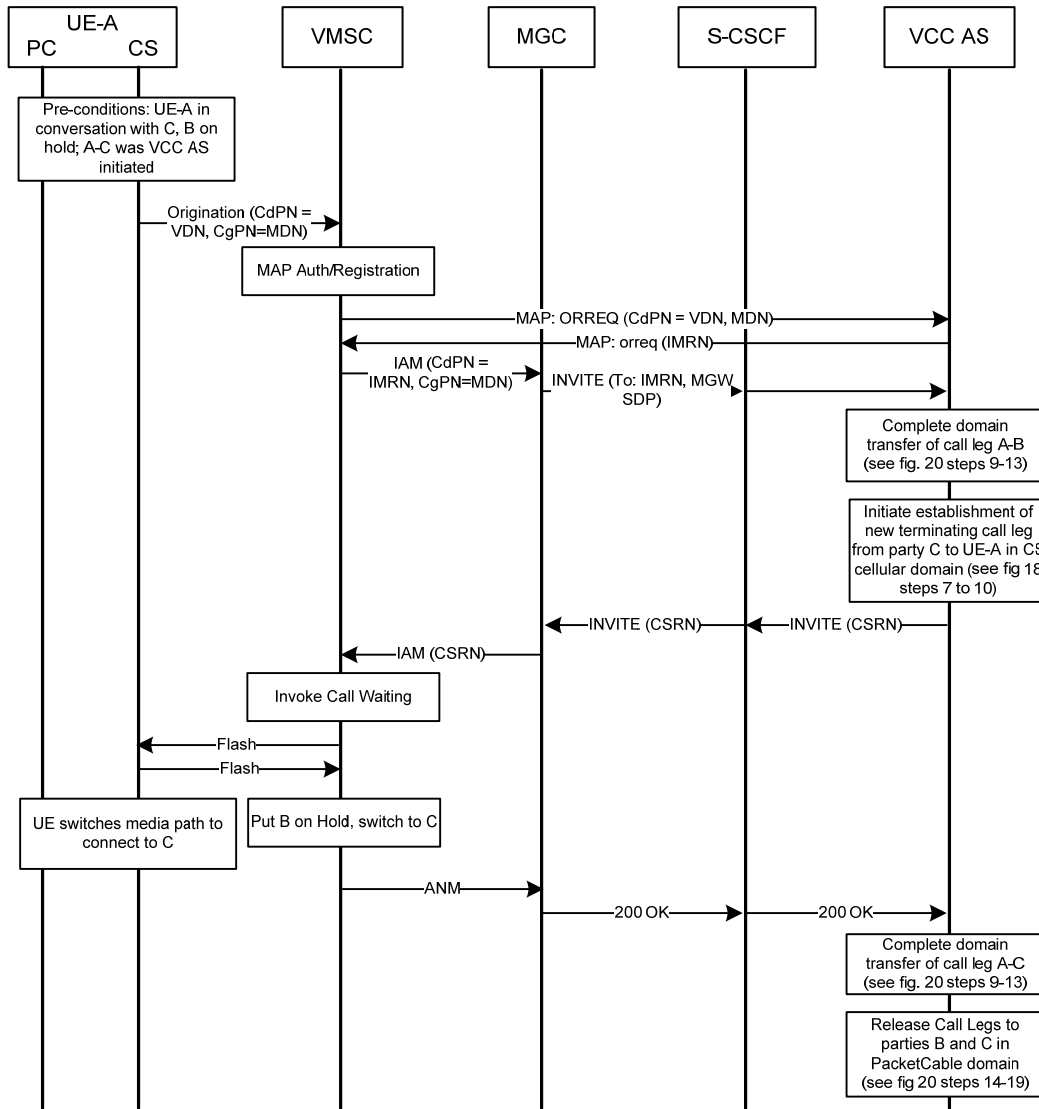 UE-A
PC CS
VMSC
MGC
S-CSCF
VCC AS
Pre-conditions: UE-A in
conversation with C, B on
hold; A-C was VCC AS
initiated
Origination (CdPN =
VDN, CgPN=MDN)
MAP Auth/Registration
MAP: ORREQ (CdPN = VDN, MDN)
MAP: orreq (IMRN)
IAM (CdPN =
IMRN, CgPN=MDN)
INVITE (To: IMRN, MGW
SDP)
Complete domain
transfer of call leg A-B
(see fig. 20 steps 9-13)
Initiate establishment of
new terminating call leg
from party C to UE-A in CS
cellular domain (see fig 18
steps 7 to 10)
INVITE (CSRN)
INVITE (CSRN)
IAM (CSRN)
Invoke Call Waiting
Flash
Flash
UE switches media path to
connect to C
Put B on Hold, switch to C
ANM
200 OK
200 OK
Complete domain
transfer of call leg A-C
(see fig. 20 steps 9-13)
Release Call Legs to
parties B and C in
PacketCable domain
(see fig 20 steps 14-19)